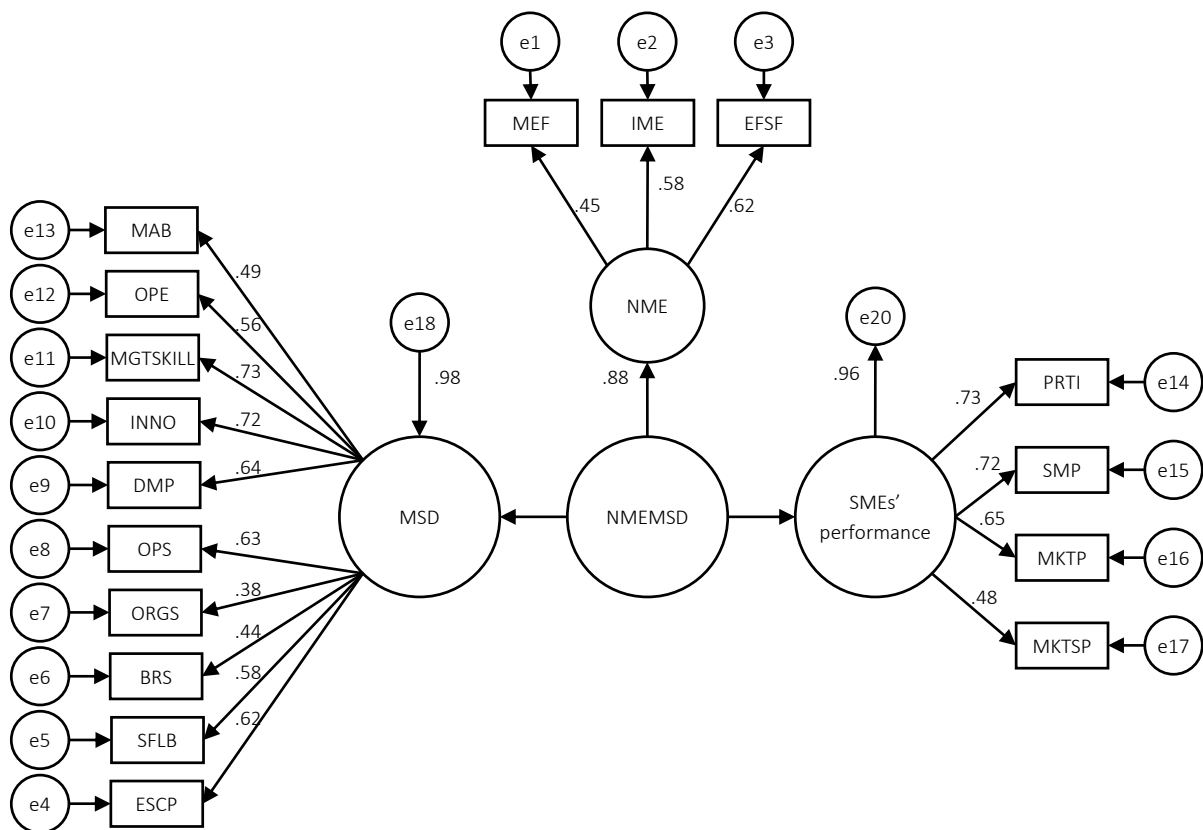 e1
e2
e3
MEF
IME
EFSF
.45
.58
.62
NME
.88
e13
MAB
e12
OPE
e11
MGTSKILL
e10
INNO
e9
DMP
e8
OPS
e7
ORGS
e6
BRS
e5
SFLB
e4
ESCP
.49
.56
.73
.72
.64
.63
.38
.44
.58
.62
e18
.98
MSD
NMEMSD
e20
.96
SMEs’
performance
.73
.72
.65
.48
PRTI
e14
SMP
e15
MKTP
e16
MKTSP
e17